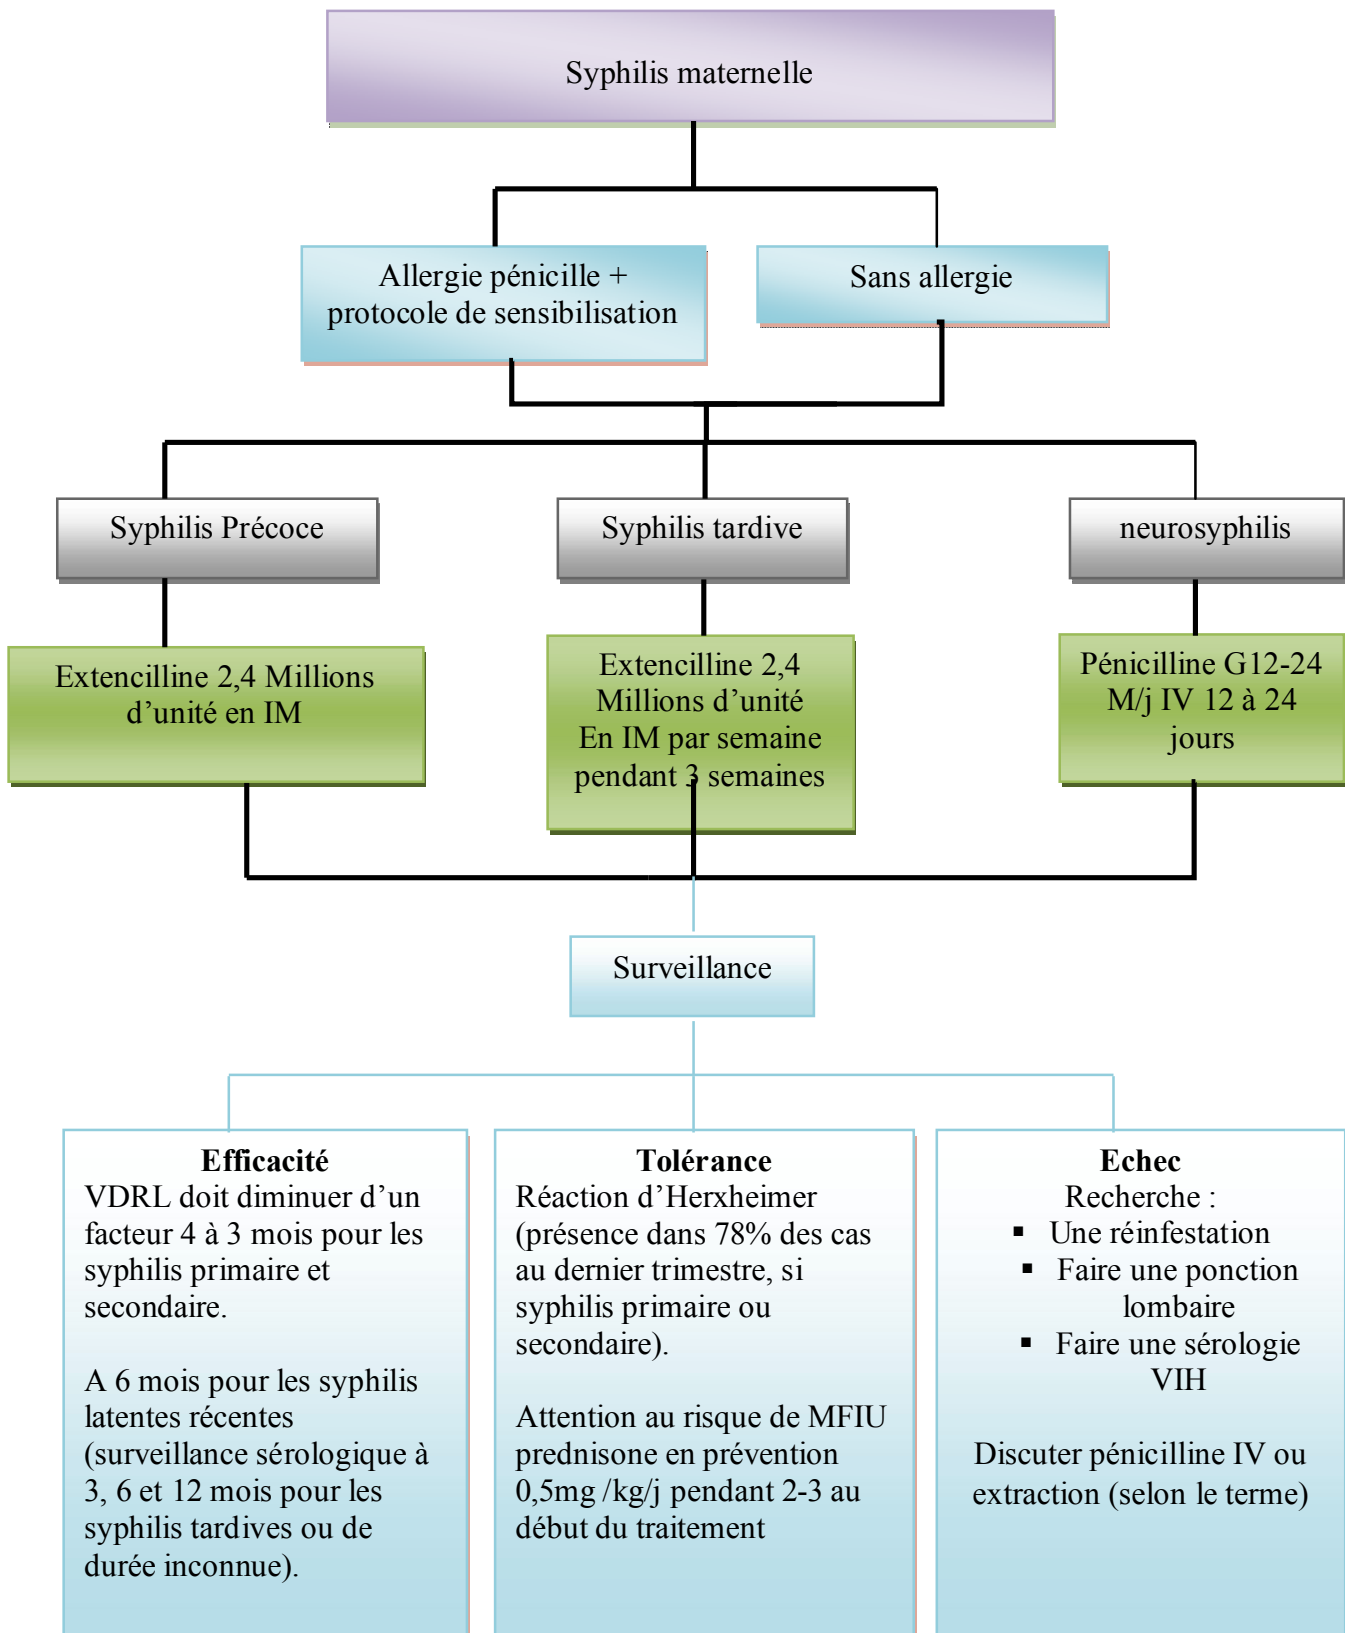 Syphilis maternelle
Allergie pénicille +
protocole de sensibilisation
Sans allergie
Syphilis Précoce
Syphilis tardive
neurosyphilis
Extencilline 2,4 Millions
d’unité en IM
Extencilline 2,4
Millions d’unité
En IM par semaine
pendant 3 semaines
Pénicilline G12-24
M/j IV 12 à 24
jours
Surveillance
Efficacité
VDRL doit diminuer d’un
facteur 4 à 3 mois pour les
syphilis primaire et
secondaire.
A 6 mois pour les syphilis
latentes récentes
(surveillance sérologique à
3, 6 et 12 mois pour les
syphilis tardives ou de
durée inconnue).
Tolérance
Réaction d’Herxheimer
(présence dans 78% des cas
au dernier trimestre, si
syphilis primaire ou
secondaire).
Attention au risque de MFIU
prednisone en prévention
0,5mg /kg/j pendant 2-3 au
début du traitement
Echec
Recherche :
▪ Une réinfestation
▪ Faire une ponction
lombaire
▪ Faire une sérologie
VIH
Discuter pénicilline IV ou
extraction (selon le terme)